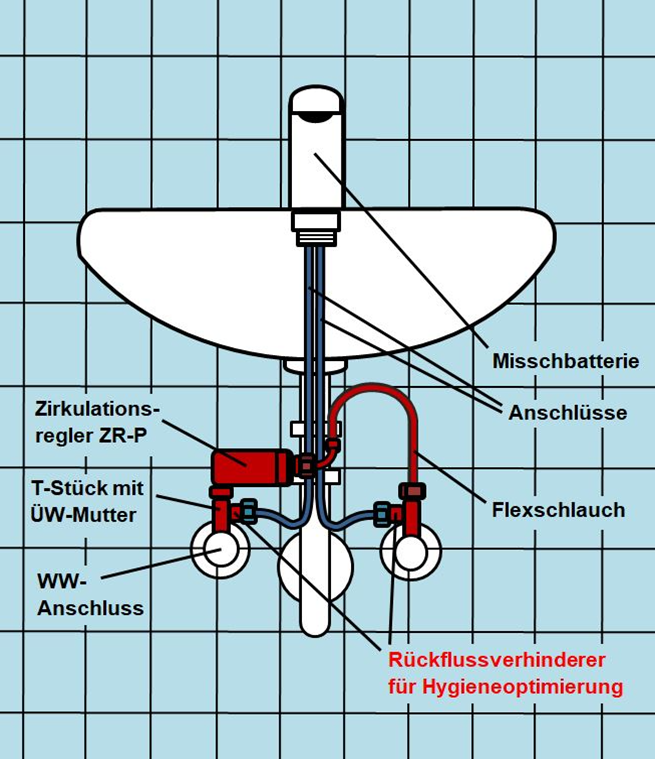 Misschbatterie
Anschlüsse
Zirkulations-
regler ZR-P
T-Stück mit
ÜW-Mutter
Flexschlauch
WW-
Anschluss
Rückflussverhinderer
für Hygieneoptimierung